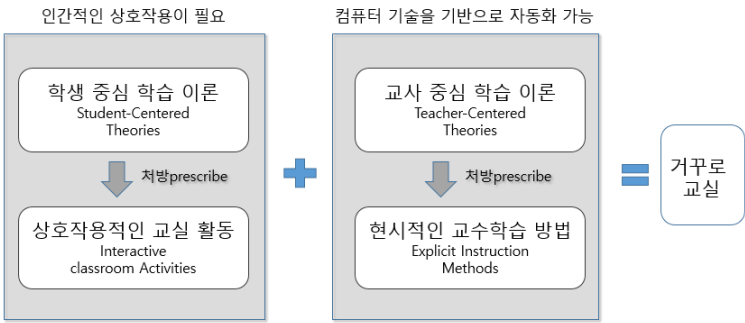 인간적인 상호작용이 필요
학생 중심 학습 이론
Student-Centered
Theories
처방prescribe
상호작용적인 교실 활동
Interactive
classroom Activities
컴퓨터 기술을 기반으로 자동화 가능
교사 중심 학습 이론
Teacher-Centered
Theories
처방prescribe
현시적인 교수학습 방법
Explicit Instruction
Methods
거꾸로
교실